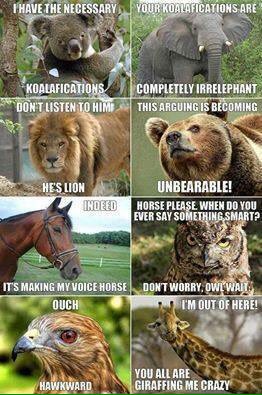 I HAVE THE NECESSARY
KOALAFICATIONS
YOUR KOALAFICATIONS ARE
COMPLETELY IRRELEPHANT
DON'T LISTEN TO HIM!
HE'S LION
THIS ARGUING IS BECOMING
UNBEARABLE!
INDEED
IT'S MAKING MY VOICE HORSE
HORSE PLEASE, WHEN DO YOU
EVER SAY SOMETHING SMART?
DON'T WORRY, OWL WAIT.
OUCH
HAWKWARD
I'M OUT OF HERE!
YOU ALL ARE
GIRAFFING ME CRAZY